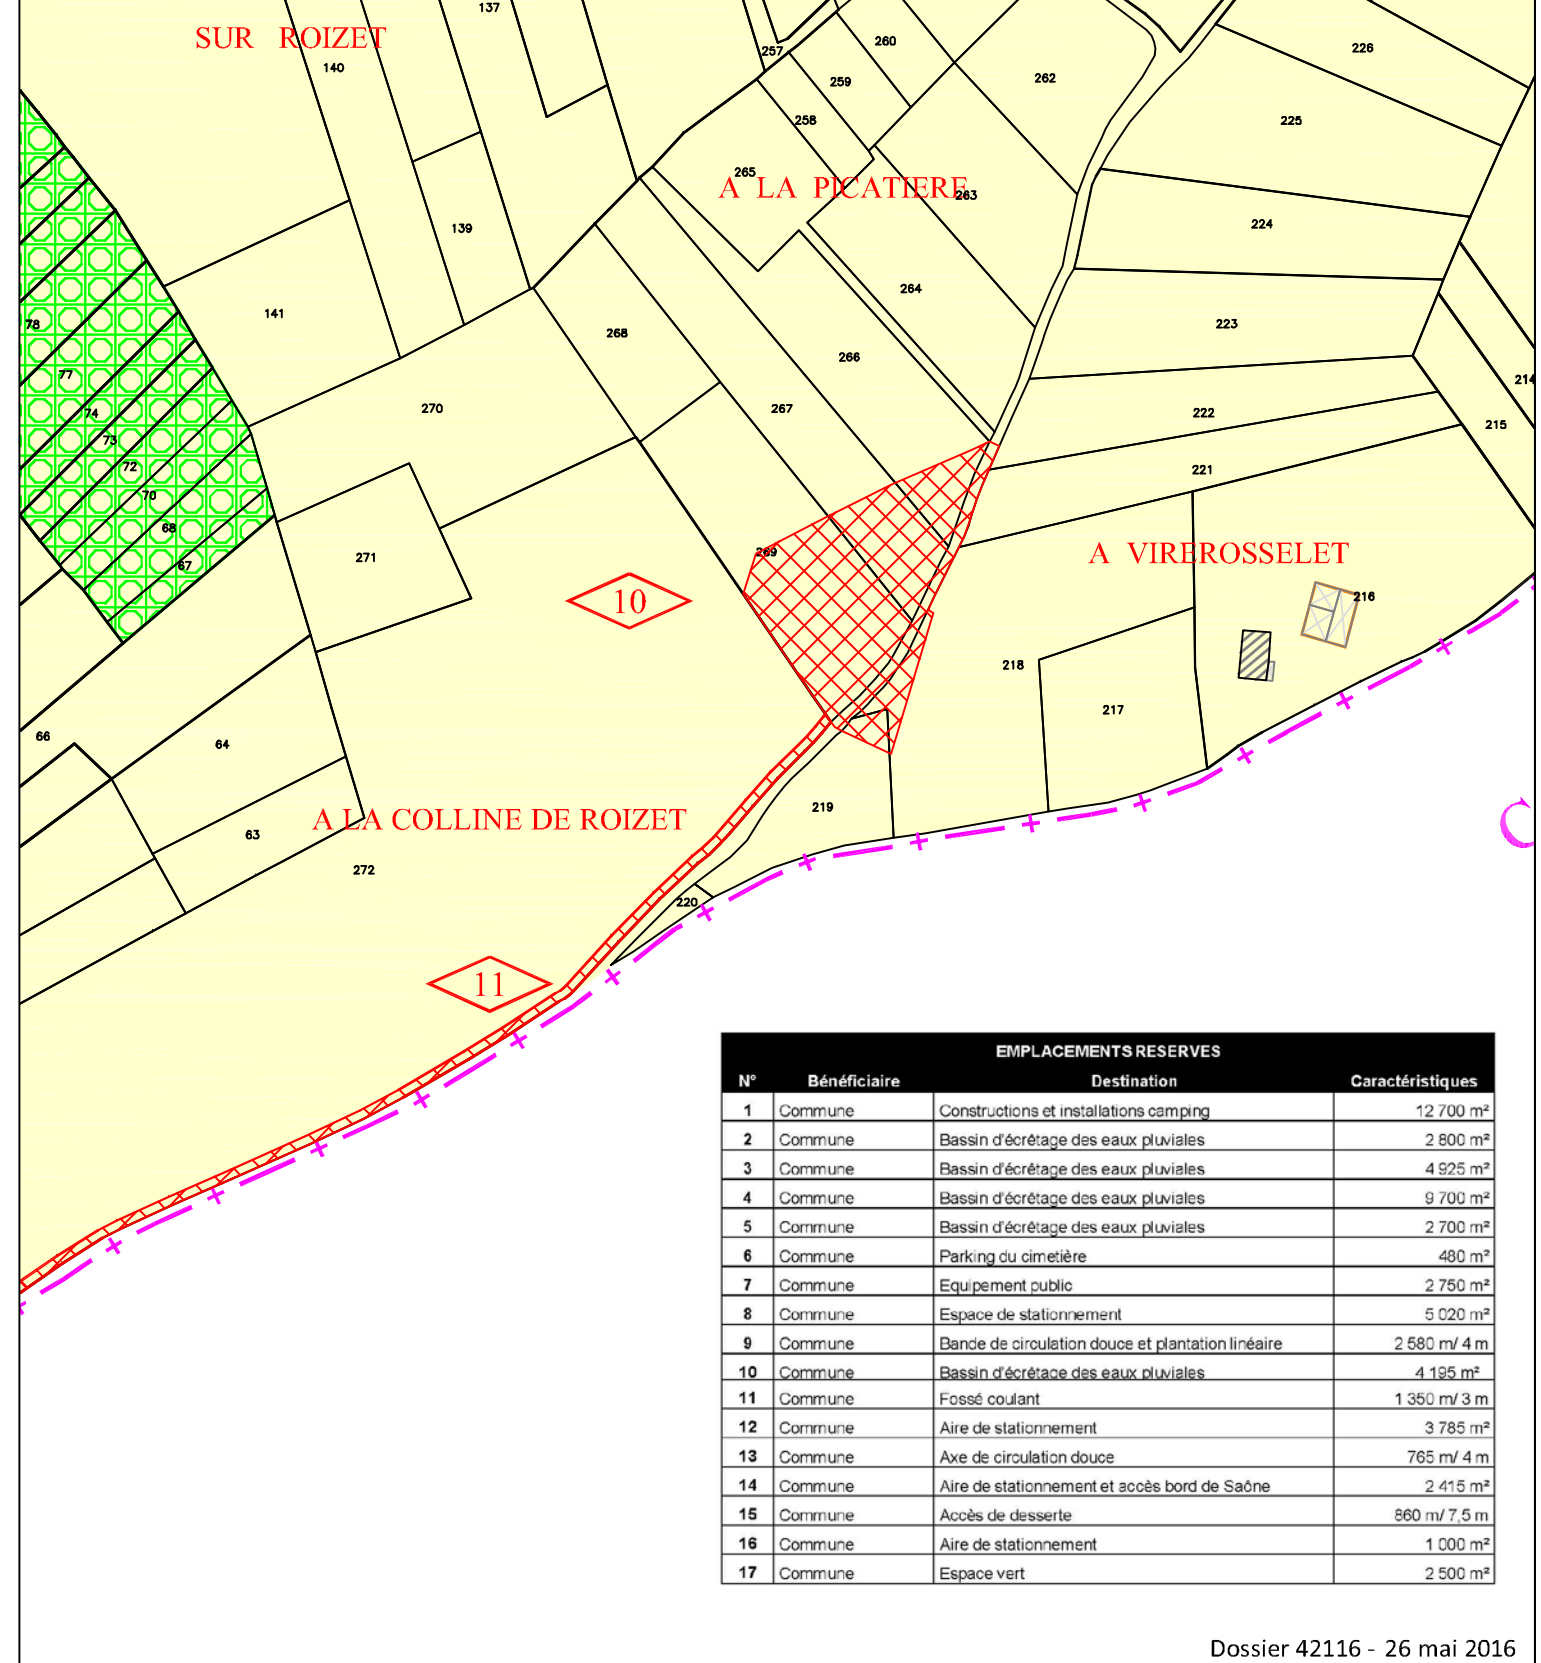 137
SUR ROIZET
257
260
226
140
259
262
258
225
265
A LA PICATIERE
263
139
224
264
141
78
268
223
266
77
214
270
267
222
74
215
73
221
72
70
68
269
A VIREROSSELET
271
67
10
216
218
217
66
64
219
A LA COLLINE DE ROIZET
63
272
C
220
11
EMPLACEMENTS RESERVES
N° Bénéficiaire Destination Caractéristiques
1 Commune Constructions et installations camping 12 700 m²
2 Commune Bassin d'écrêtage des eaux pluviales 2 800 m²
3 Commune Bassin d'écrêtage des eaux pluviales 4 925 m²
4 Commune Bassin d'écrêtage des eaux pluviales 9 700 m²
5 Commune Bassin d'écrêtage des eaux pluviales 2 700 m²
6 Commune Parking du cimetière 480 m²
7 Commune Equipement public 2 750 m²
8 Commune Espace de stationnement 5 020 m²
9 Commune Bande de circulation douce et plantation linéaire 2 580 m/ 4 m
10 Commune Bassin d'écrêtage des eaux pluviales 4 195 m²
11 Commune Fossé coulant 1 350 m/ 3 m
12 Commune Aire de stationnement 3 785 m²
13 Commune Axe de circulation douce 765 m/ 4 m
14 Commune Aire de stationnement et accès bord de Saône 2 415 m²
15 Commune Accès de desserte 860 m/ 7,5 m
16 Commune Aire de stationnement 1 000 m²
17 Commune Espace vert 2 500 m²
Dossier 42116 - 26 mai 2016